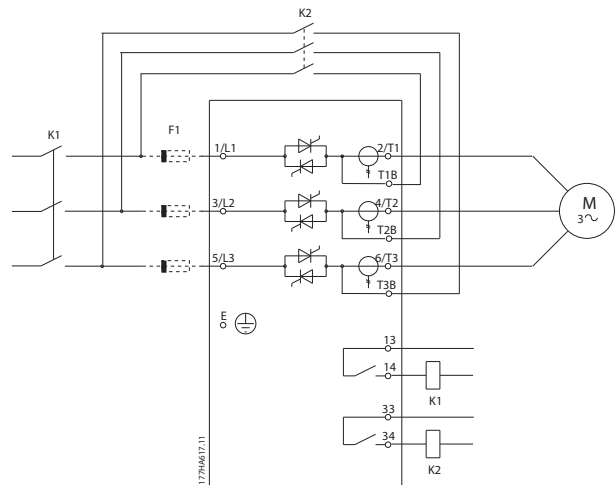 K2
K1
F1
1/L1
2/T1
T1B
3/L2
4/T2
T2B
M
3~
5/L3
6/T3
T3B
E
13
14
K1
33
34
K2
177HA617.11